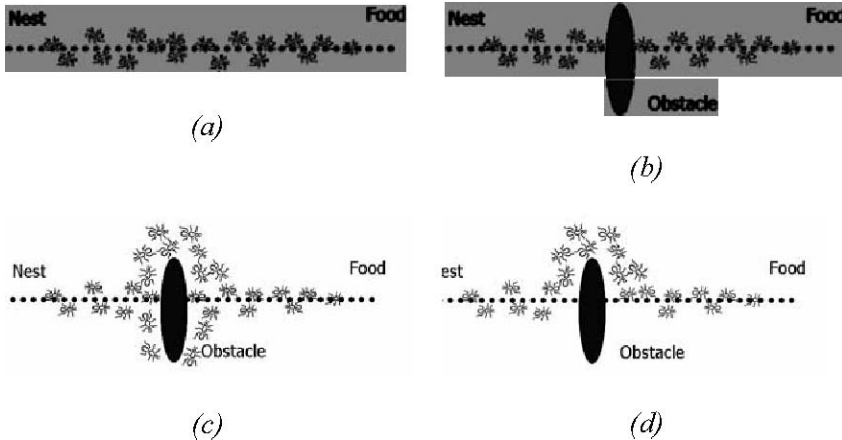 Nest Food
(a)
Nest Food
Obstacle
(b)
Nest Food
Obstacle
(c)
est Food
Obstacle
(d)